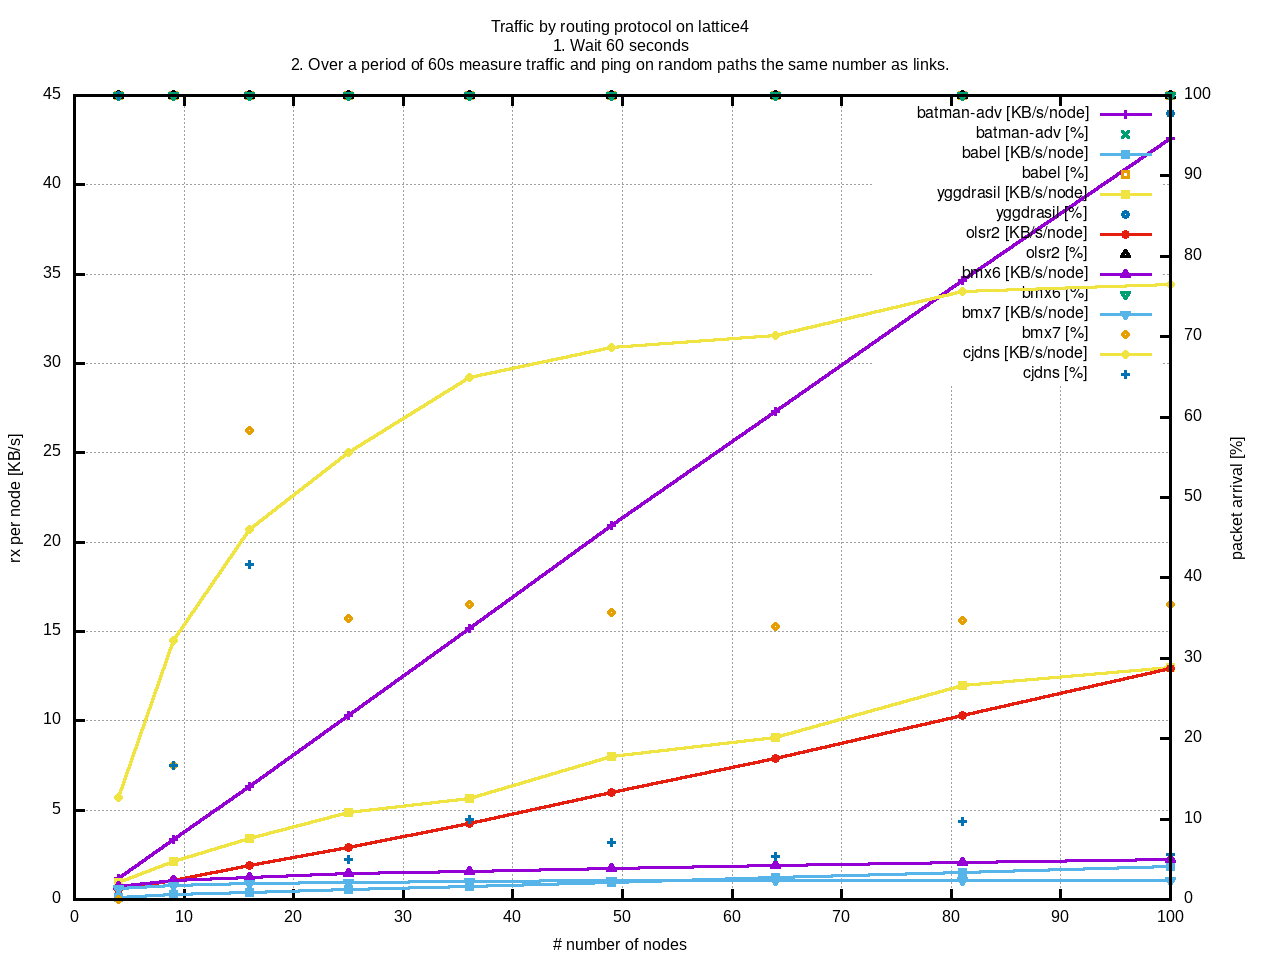 Traffic by routing protocol on lattice4
1. Wait 60 seconds
2. Over a period of 60s measure traffic and ping on random paths the same number as links.
batman-adv [KB/s/node]
batman-adv [%]
babel [KB/s/node]
babel [%]
yggdrasil [KB/s/node]
yggdrasil [%]
olsr2 [KB/s/node]
olsr2 [%]
bmx6 [KB/s/node]
bmx6 [%]
bmx7 [KB/s/node]
bmx7 [%]
cjdns [KB/s/node]
cjdns [%]
rx per node [KB/s]
45
40
35
30
25
20
15
10
5
0
100
90
80
70
60
50
40
30
20
10
0
packet arrival [%]
0 10 20 30 40 50 60 70 80 90 100
# number of nodes